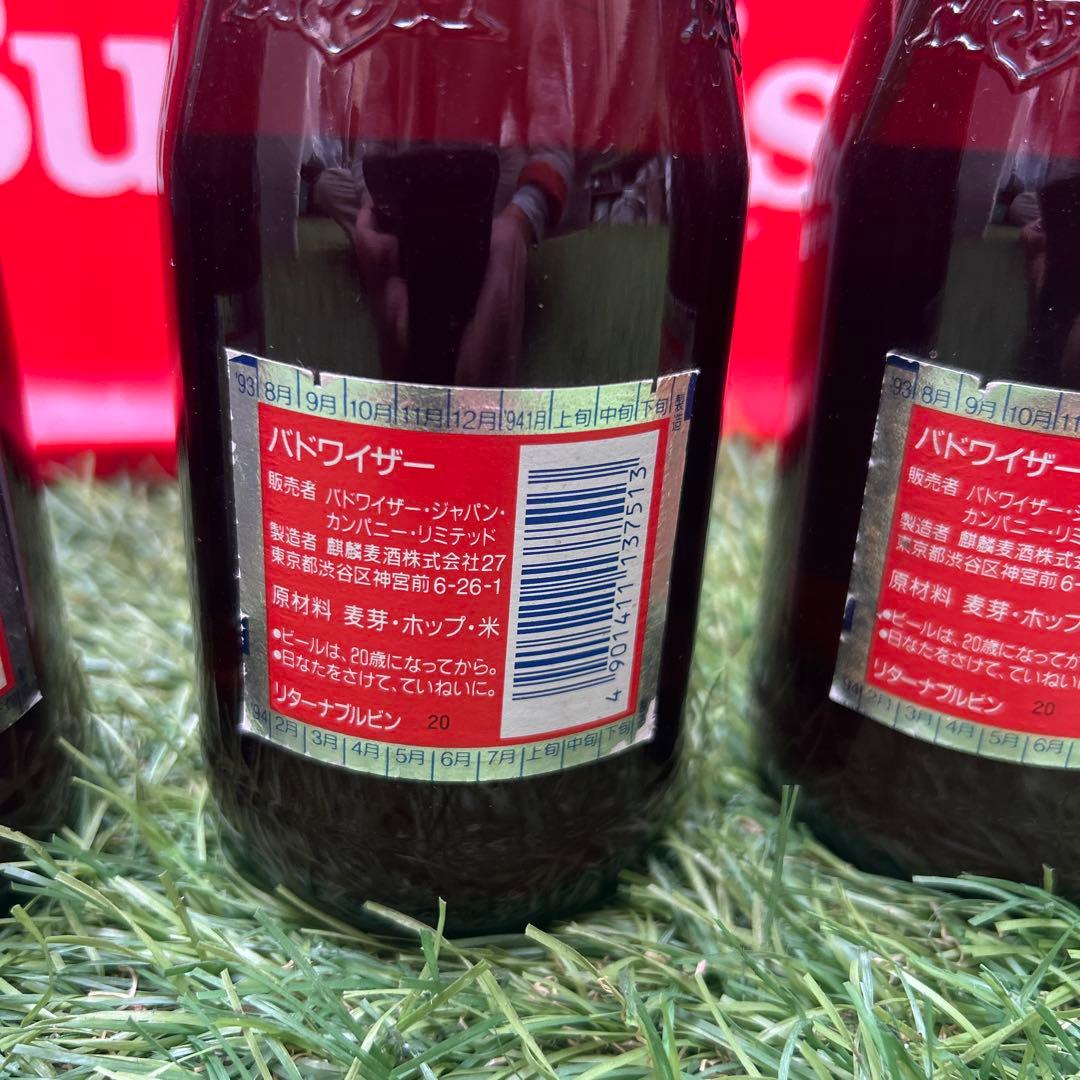 '93 8月 9月 10月 11月 12月 '94.1月 上旬 中旬 下旬 製造
バドワイザー
販売者 バドワイザー・ジャパン・
カンパニー・リミテッド
製造者 麒麟麦酒株式会社27
東京都渋谷区神宮前6-26-1
原材料 麦芽・ホップ・米
●ビールは、20歳になってから。
●日なたをさけて、ていねいに。
リターナブルビン 20
4 901411 137513
'94 2月 3月 4月 5月 6月 7月 上旬 中旬 下旬
'93 8月 9月 10月
バドワイザー
販売者 バドワイザー・
カンパニー・リミ
製造者 麒麟麦酒株式会
東京都渋谷区神宮前6-
原材料 麦芽・ホップ
●ビールは、20歳になってから
●日なたをさけて、ていねい
リターナブルビン 20
'94 2月 3月 4月 5月 6月